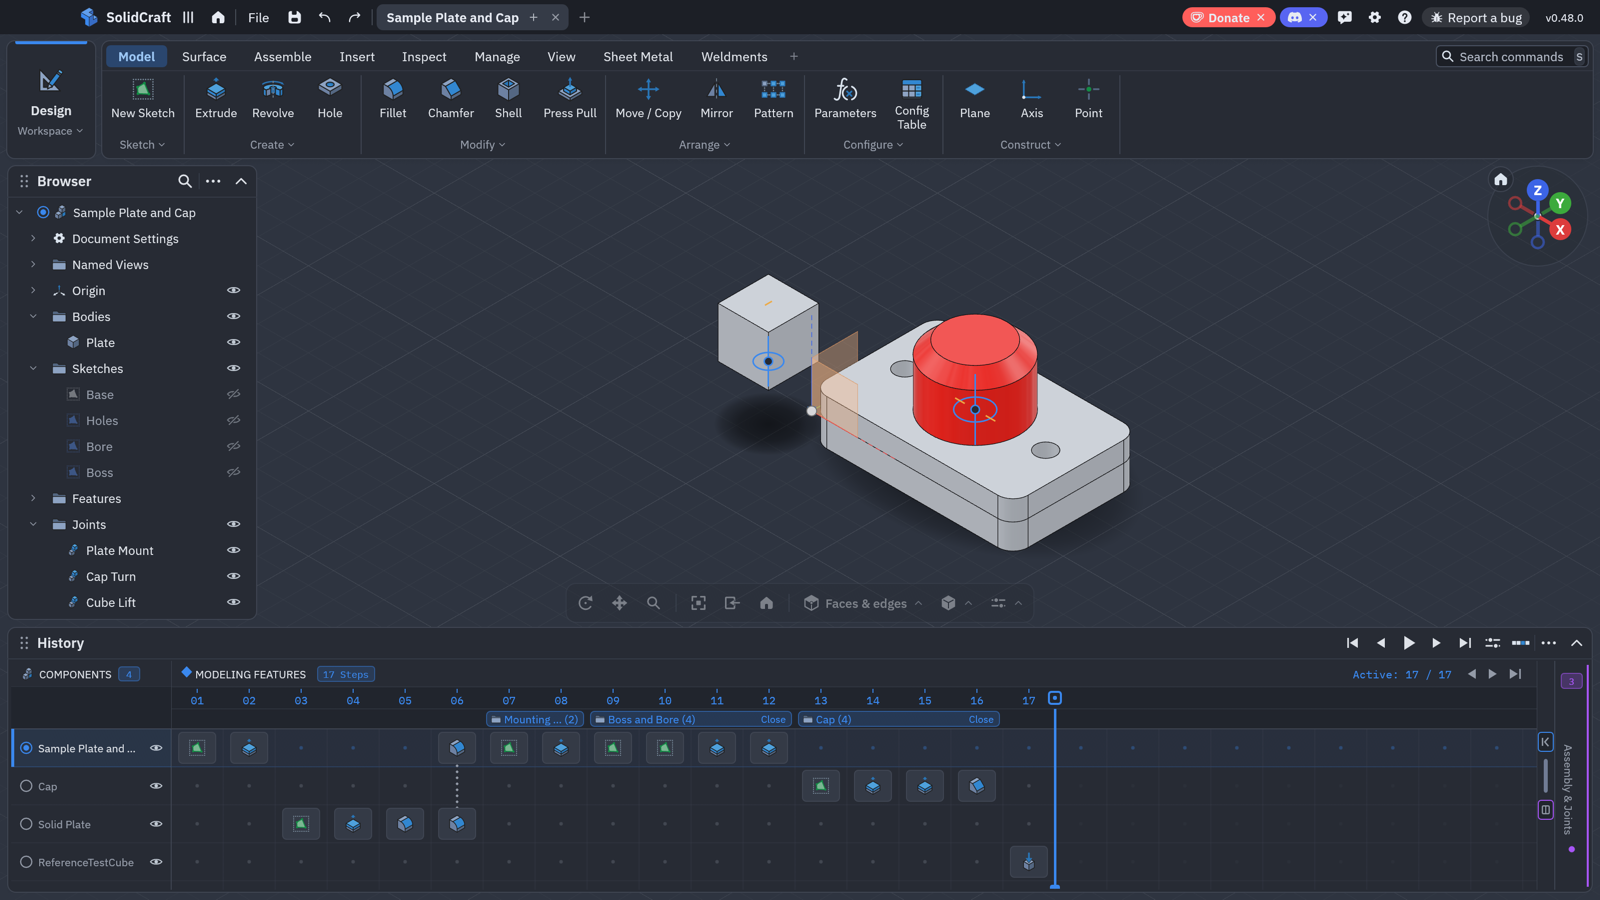 SolidCraft
File
Sample Plate and Cap
Donate
Report a bug
v0.48.0
Design
Workspace
Model
Surface
Assemble
Insert
Inspect
Manage
View
Sheet Metal
Weldments
Search commands
S
New Sketch
Extrude
Revolve
Hole
Fillet
Chamfer
Shell
Press Pull
Move / Copy
Mirror
Pattern
Parameters
Config
Table
Plane
Axis
Point
Sketch
Create
Modify
Arrange
Configure
Construct
Browser
Sample Plate and Cap
Document Settings
Named Views
Origin
Bodies
Plate
Sketches
Base
Holes
Bore
Boss
Features
Joints
Plate Mount
Cap Turn
Cube Lift
Z
Y
X
Faces & edges
History
COMPONENTS 4
MODELING FEATURES 17 Steps
Active: 17 / 17
3
01 02 03 04 05 06 07 08 09 10 11 12 13 14 15 16 17
Mounting ... (2)
Boss and Bore (4) Close
Cap (4) Close
Sample Plate and ...
Cap
Solid Plate
ReferenceTestCube
Assembly & Joints